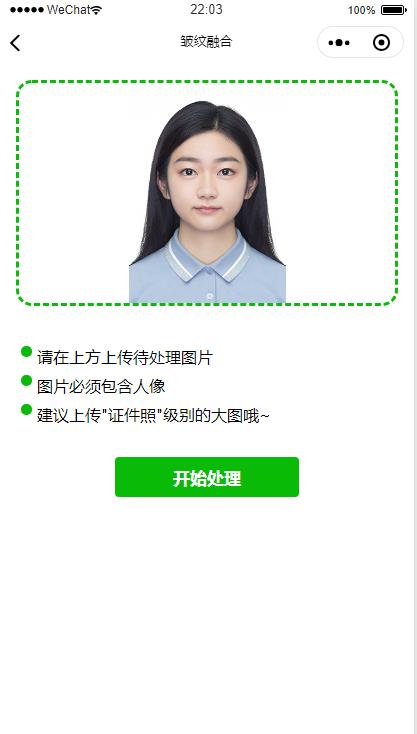 WeChat
22:03
100%
皱纹融合
请在上方上传待处理图片
图片必须包含人像
建议上传"证件照"级别的大图哦~
开始处理